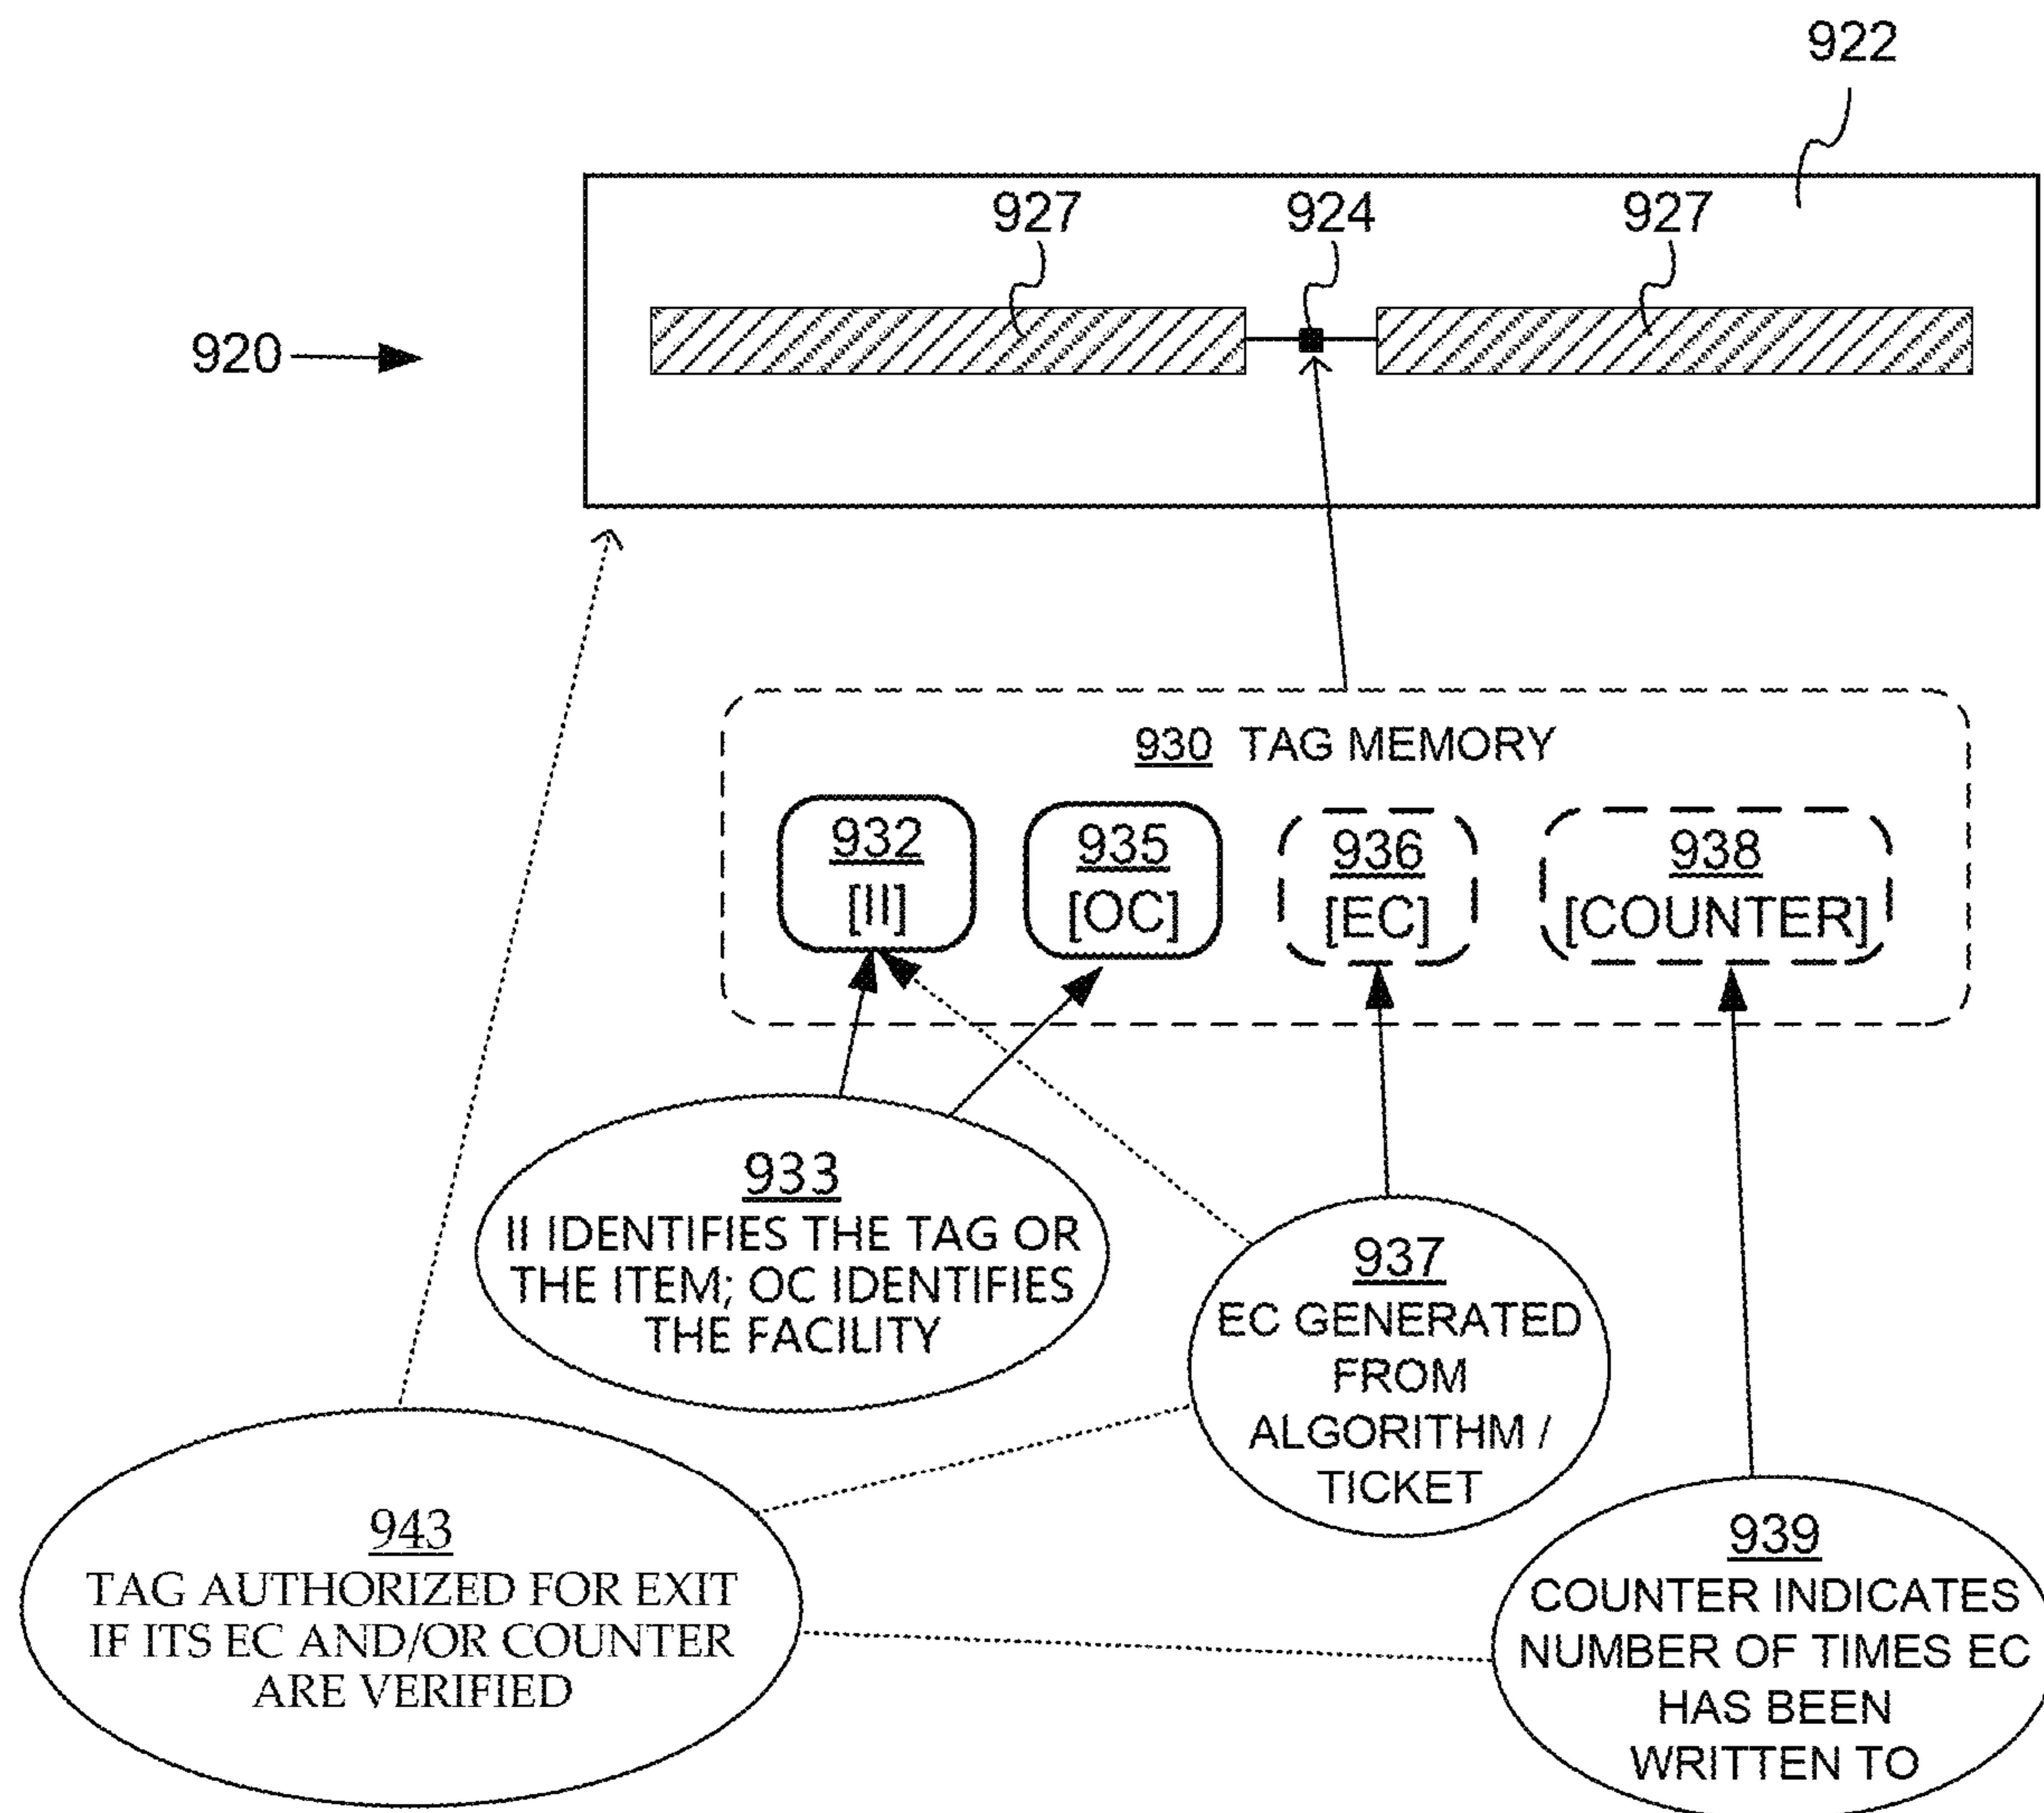 922
927 924 927
920
930 TAG MEMORY
932 935 936 938
[II] [OC] [EC] [COUNTER]
933
II IDENTIFIES THE TAG OR
THE ITEM; OC IDENTIFIES
THE FACILITY
937
EC GENERATED
FROM
ALGORITHM /
TICKET
943
TAG AUTHORIZED FOR EXIT
IF ITS EC AND/OR COUNTER
ARE VERIFIED
939
COUNTER INDICATES
NUMBER OF TIMES EC
HAS BEEN
WRITTEN TO